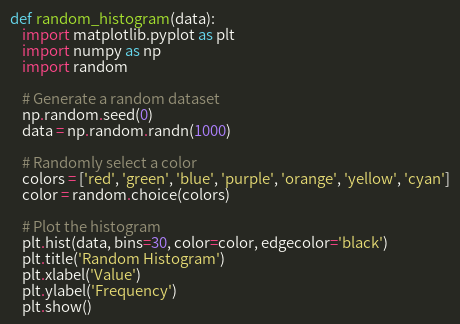 def random_histogram(data):
import matplotlib.pyplot as plt
import numpy as np
import random
# Generate a random dataset
np.random.seed(0)
data = np.random.randn(1000)
# Randomly select a color
colors = ['red', 'green', 'blue', 'purple', 'orange', 'yellow', 'cyan']
color = random.choice(colors)
# Plot the histogram
plt.hist(data, bins=30, color=color, edgecolor='black')
plt.title('Random Histogram')
plt.xlabel('Value')
plt.ylabel('Frequency')
plt.show()